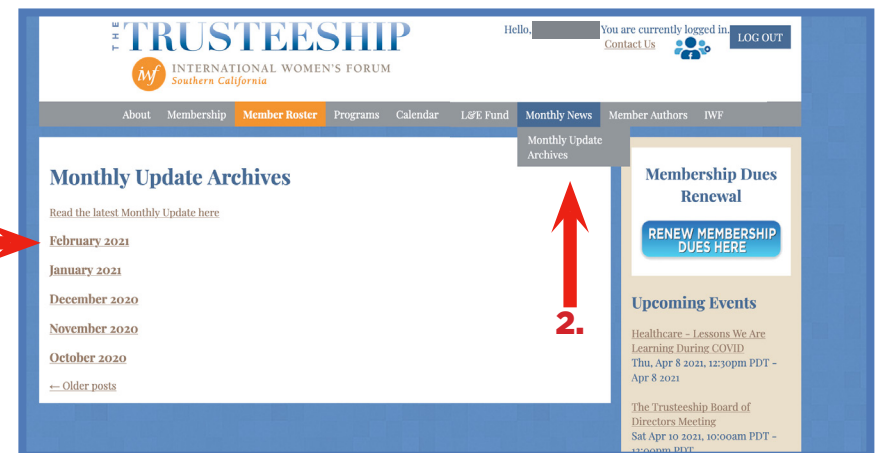 THE
TRUSTEESHIP
iwf
INTERNATIONAL WOMEN'S FORUM
Southern California
Hello,
You are currently logged in.
Contact Us
LOG OUT
About Membership Member Roster Programs Calendar L&E Fund Monthly News Member Authors IWF
Monthly Update
Archives
Monthly Update Archives
Read the latest Monthly Update here
February 2021
January 2021
December 2020
November 2020
October 2020
← Older posts
2.
Membership Dues
Renewal
RENEW MEMBERSHIP
DUES HERE
Upcoming Events
Healthcare - Lessons We Are
Learning During COVID
Thu, Apr 8 2021, 12:30pm PDT -
Apr 8 2021
The Trusteeship Board of
Directors Meeting
Sat Apr 10 2021, 10:00am PDT -
12:00pm PDT